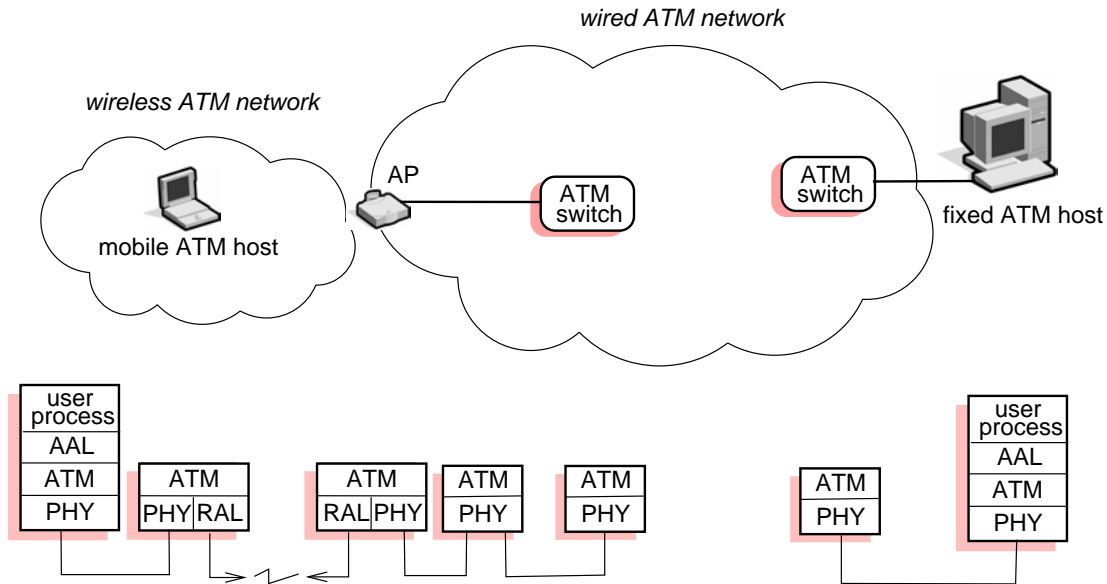 wired ATM network
wireless ATM network
AP
ATM
switch
ATM
switch
mobile ATM host
fixed ATM host
user
process
AAL
ATM
PHY
ATM
PHY RAL
ATM
RAL PHY
ATM
PHY
ATM
PHY
ATM
PHY
user
process
AAL
ATM
PHY